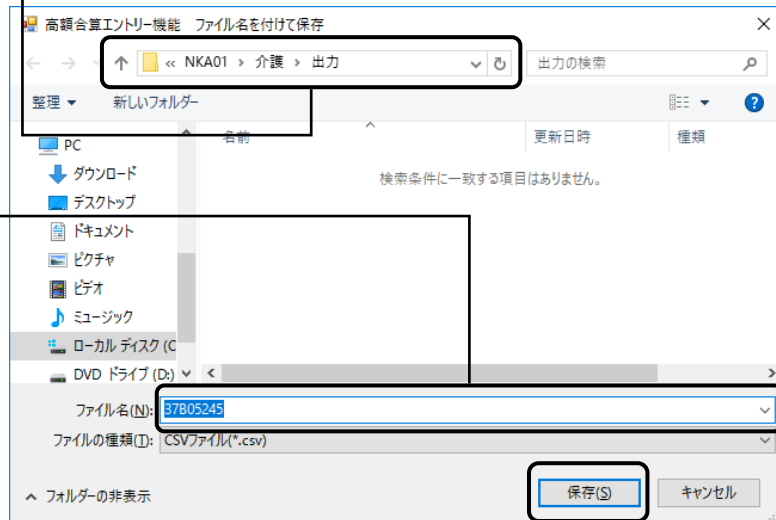 高額合算エントリー機能 ファイル名を付けて保存
« NKA01 › 介護 › 出力
出力の検索
整理 ▼ 新しいフォルダー
PC
名前 更新日時 種類
検索条件に一致する項目はありません。
ダウンロード
デスクトップ
ドキュメント
ピクチャ
ビデオ
ミュージック
ローカル ディスク (C
DVD ドライブ (D:)
ファイル名(N): 37B05245
ファイルの種類(T): CSVファイル(*.csv)
フォルダーの非表示
保存(S) キャンセル